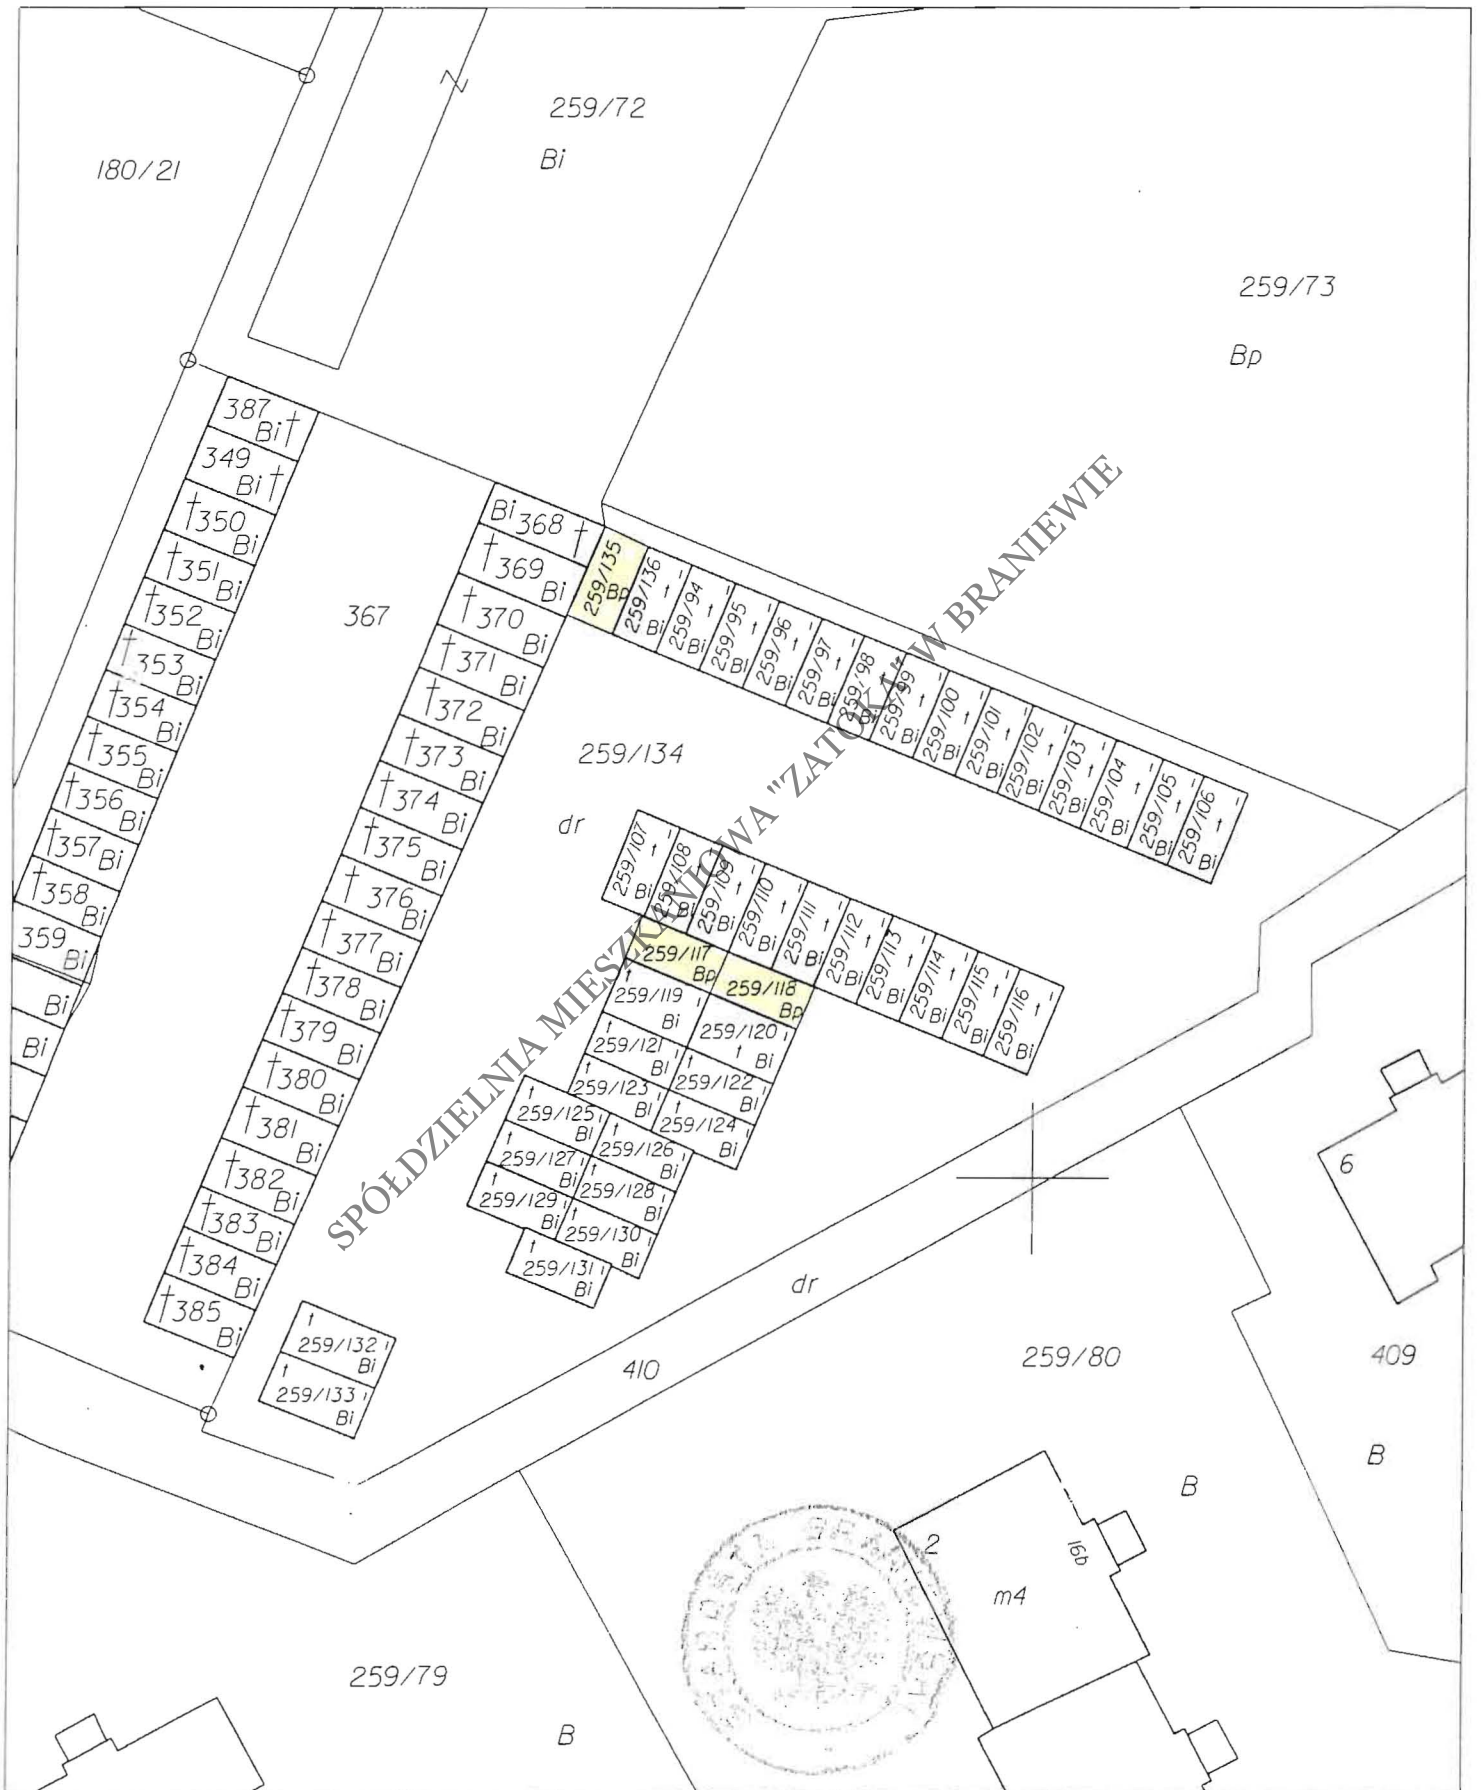 259/72
Bi
180/21
259/73
Bp
387
Bi
349
Bi
350
Bi
351
Bi
352
Bi
353
Bi
354
Bi
355
Bi
356
Bi
357
Bi
358
Bi
359
Bi
Bi
Bi
367
Bi 368
369
Bi
370
Bi
371
Bi
372
Bi
373
Bi
374
Bi
375
Bi
376
Bi
377
Bi
378
Bi
379
Bi
380
Bi
381
Bi
382
Bi
383
Bi
384
Bi
385
Bi
259/135
Bp
259/136
Bi
259/94
Bi
259/95
Bi
259/96
Bi
259/97
Bi
259/98
Bi
259/99
Bi
259/100
Bi
259/101
Bi
259/102
Bi
259/103
Bi
259/104
Bi
259/105
Bi
259/106
Bi
259/134
dr
259/107
Bi
259/108
Bi
259/109
Bi
259/110
Bi
259/111
Bi
259/112
Bi
259/113
Bi
259/114
Bi
259/115
Bi
259/116
Bi
259/117
Bp
259/118
Bp
259/119
Bi
259/120
Bi
259/121
Bi
259/122
Bi
259/123
Bi
259/124
Bi
259/125
Bi
259/126
Bi
259/127
Bi
259/128
Bi
259/129
Bi
259/130
Bi
259/131
Bi
259/132
Bi
259/133
Bi
SPÓŁDZIELNIA MIESZKANIOWA "ZATOKA" W BRANIEWIE
dr
410
259/80
B
6
409
B
2
m4
16b
259/79
B